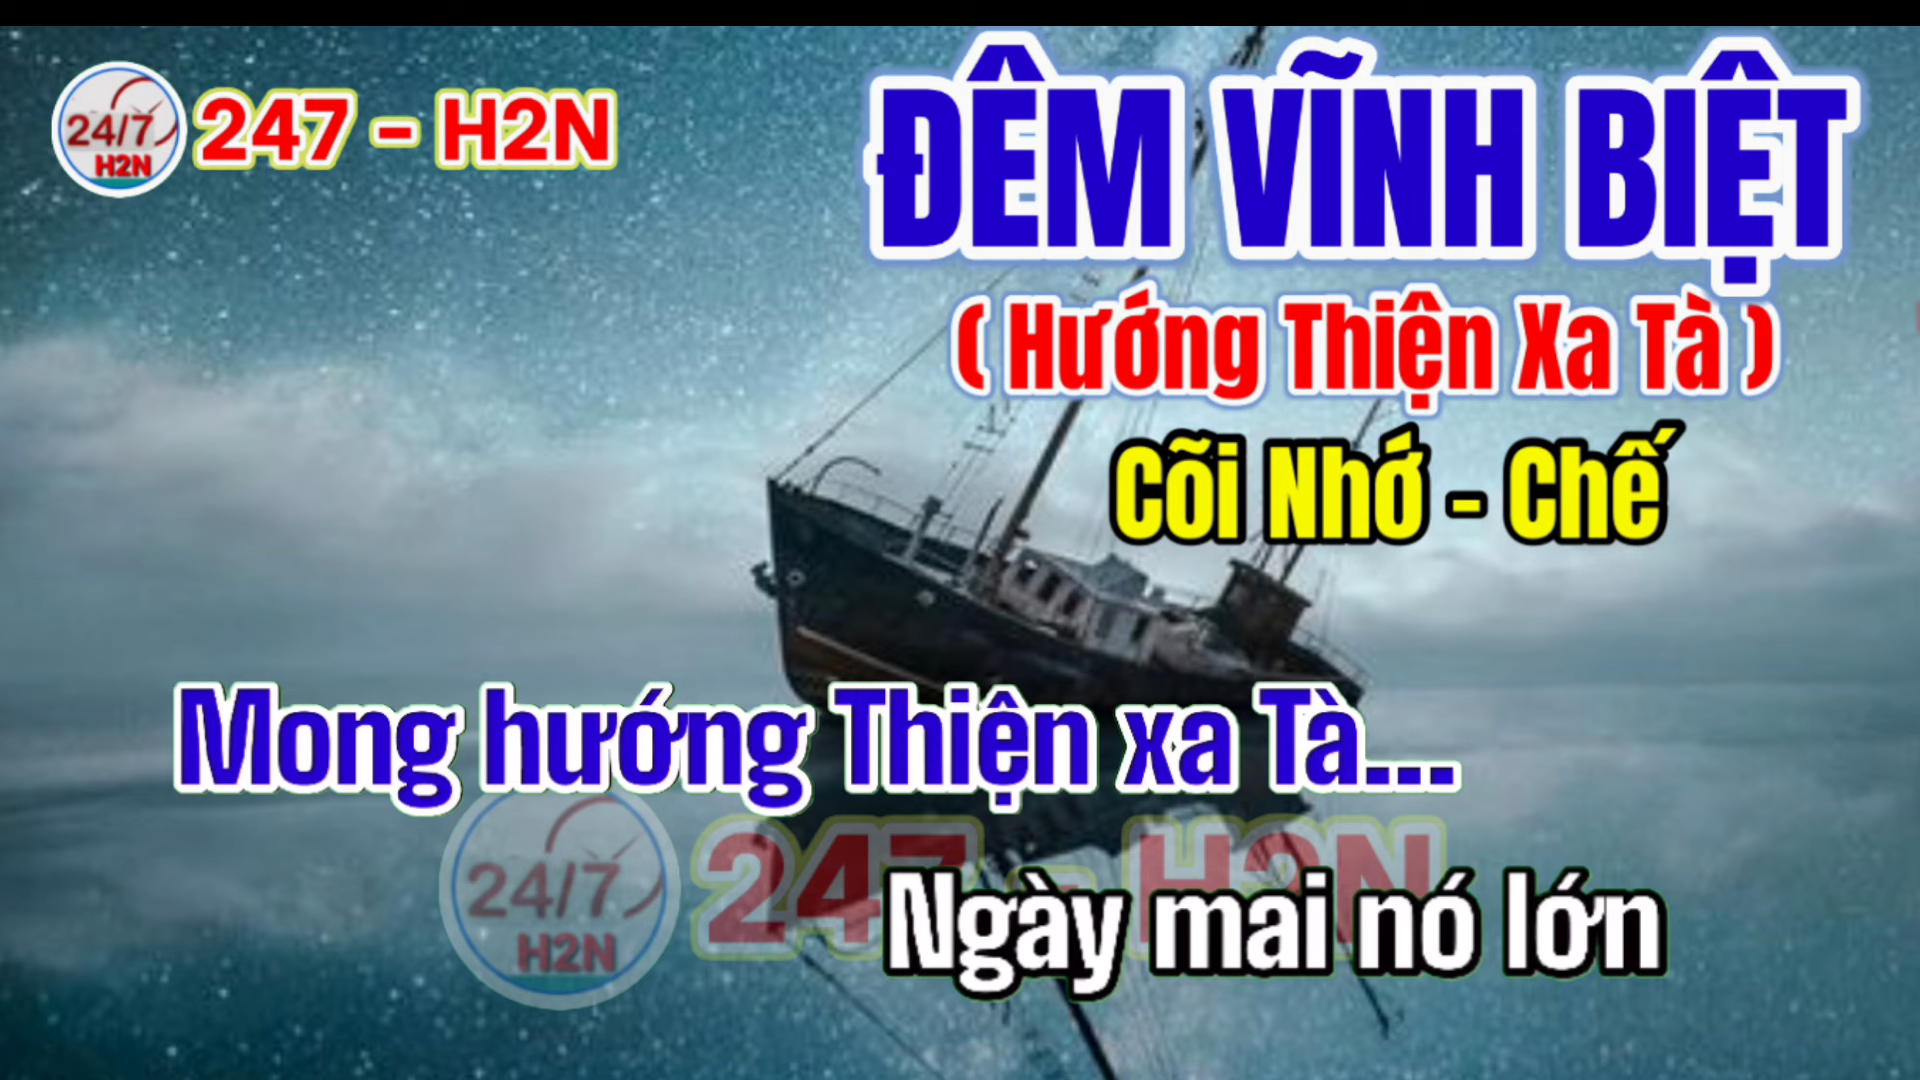 24/7
H2N
247 - H2N
ĐÊM VĨNH BIỆT
( Hướng Thiện Xa Tà )
Cõi Nhớ - Chế
Mong hướng Thiện xa Tà...
24/7
H2N
247 - H2N
Ngày mai nó lớn